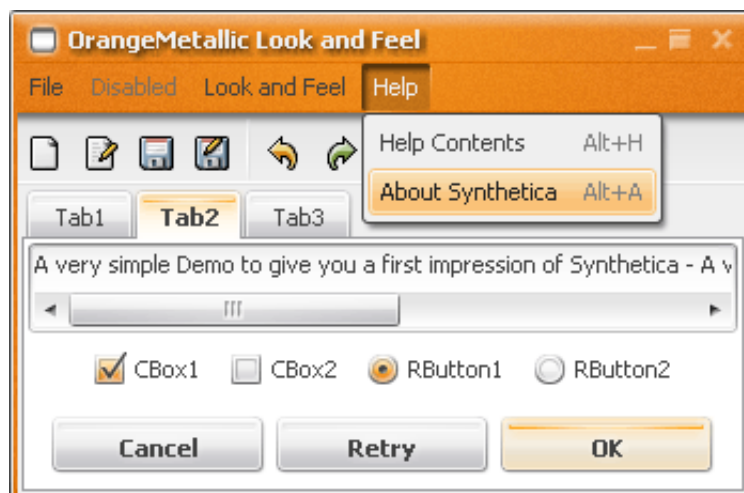 OrangeMetallic Look and Feel
File Disabled Look and Feel Help
Help Contents Alt+H
About Synthetica Alt+A
Tab1 Tab2 Tab3
A very simple Demo to give you a first impression of Synthetica - A v
CBox1 CBox2 RButton1 RButton2
Cancel Retry OK